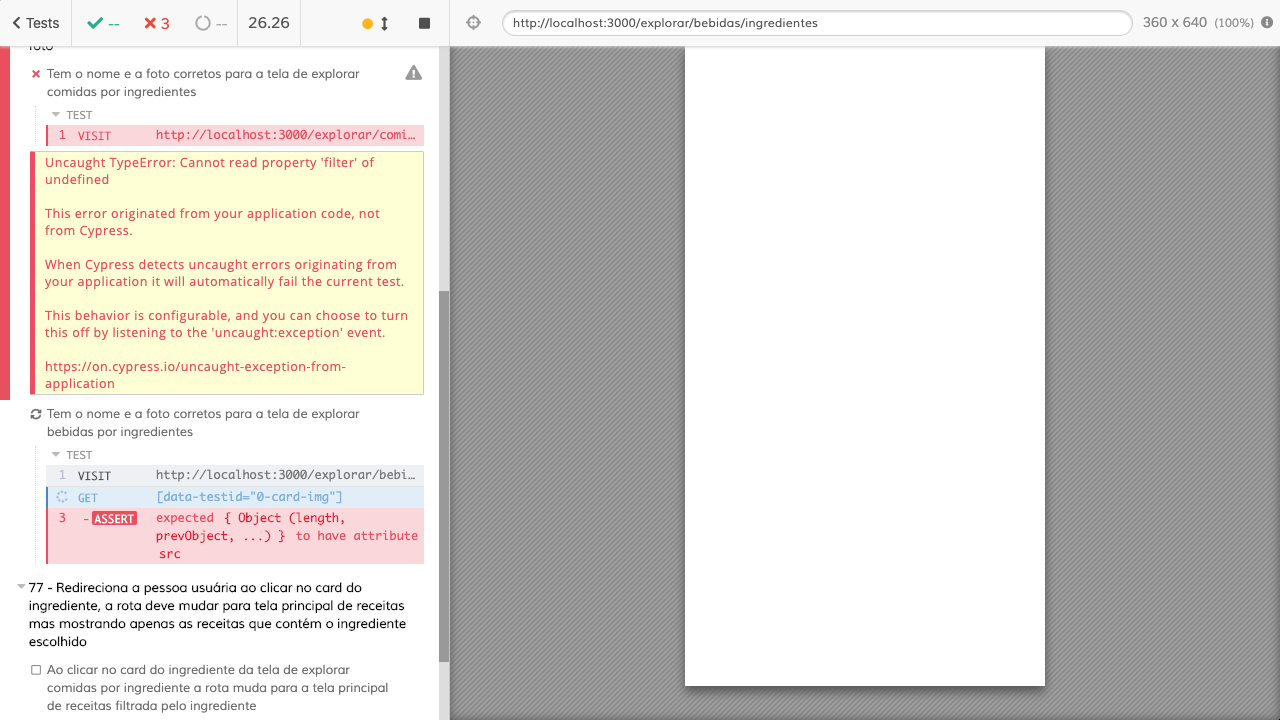 Tests
--
3
--
26.26
http://localhost:3000/explorar/bebidas/ingredientes
360 x 640 (100%)
foto
Tem o nome e a foto corretos para a tela de explorar
comidas por ingredientes
TEST
1 VISIT http://localhost:3000/explorar/comi…
Uncaught TypeError: Cannot read property 'filter' of
undefined
This error originated from your application code, not
from Cypress.
When Cypress detects uncaught errors originating from
your application it will automatically fail the current test.
This behavior is configurable, and you can choose to turn
this off by listening to the 'uncaught:exception' event.
https://on.cypress.io/uncaught-exception-from-
application
Tem o nome e a foto corretos para a tela de explorar
bebidas por ingredientes
TEST
1 VISIT http://localhost:3000/explorar/bebi…
GET [data-testid="0-card-img"]
3 -ASSERT expected { Object (length,
prevObject, ...) } to have attribute
src
77 - Redireciona a pessoa usuária ao clicar no card do
ingrediente, a rota deve mudar para tela principal de receitas
mas mostrando apenas as receitas que contém o ingrediente
escolhido
Ao clicar no card do ingrediente da tela de explorar
comidas por ingrediente a rota muda para a tela principal
de receitas filtrada pelo ingrediente